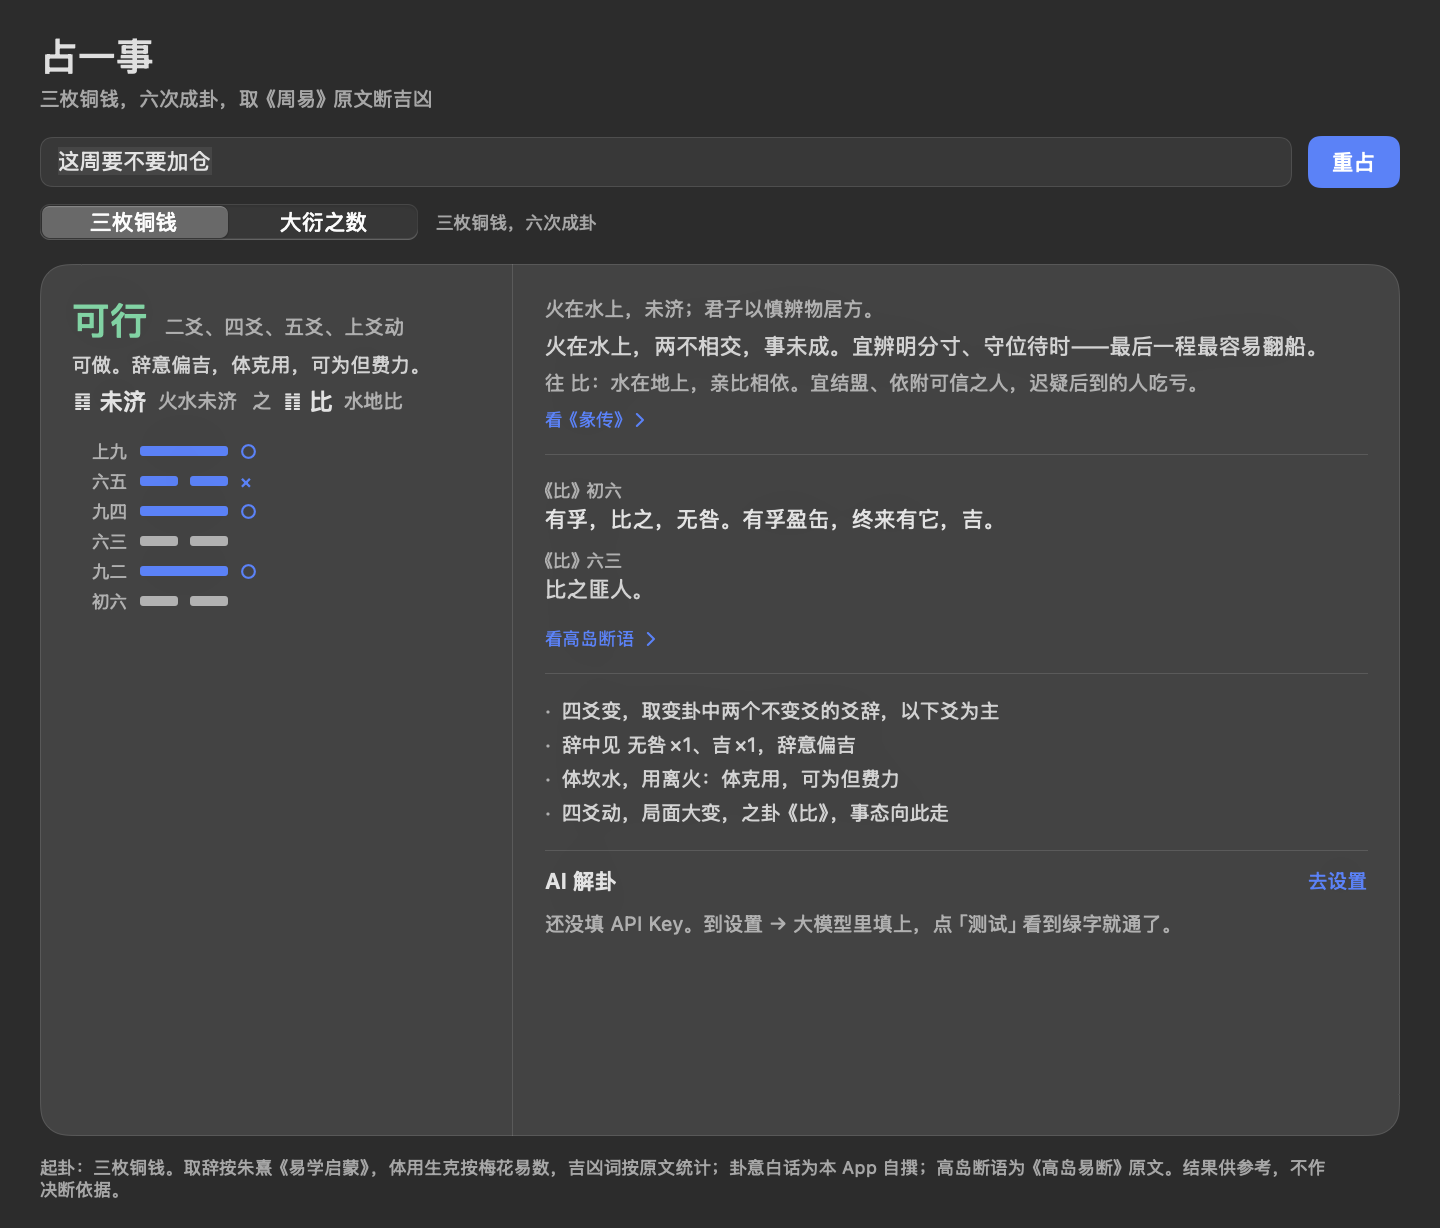 占一事
三枚铜钱，六次成卦，取《周易》原文断吉凶
这周要不要加仓
重占
三枚铜钱
大衍之数
三枚铜钱，六次成卦
可行 二爻、四爻、五爻、上爻动
可做。辞意偏吉，体克用，可为但费力。
䷿ 未济 火水未济 之 ䷇ 比 水地比
上九 ○
六五 ×
九四 ○
六三
九二 ○
初六
火在水上，未济；君子以慎辨物居方。
火在水上，两不相交，事未成。宜辨明分寸、守位待时——最后一程最容易翻船。
往 比：水在地上，亲比相依。宜结盟、依附可信之人，迟疑后到的人吃亏。
看《彖传》 >
《比》初六
有孚，比之，无咎。有孚盈缶，终来有它，吉。
《比》六三
比之匪人。
看高岛断语 >
· 四爻变，取变卦中两个不变爻的爻辞，以下爻为主
· 辞中见 无咎×1、吉×1，辞意偏吉
· 体坎水，用离火：体克用，可为但费力
· 四爻动，局面大变，之卦《比》，事态向此走
AI 解卦
去设置
还没填 API Key。到设置 → 大模型里填上，点「测试」看到绿字就通了。
起卦：三枚铜钱。取辞按朱熹《易学启蒙》，体用生克按梅花易数，吉凶词按原文统计；卦意白话为本 App 自撰；高岛断语为《高岛易断》原文。结果供参考，不作
决断依据。